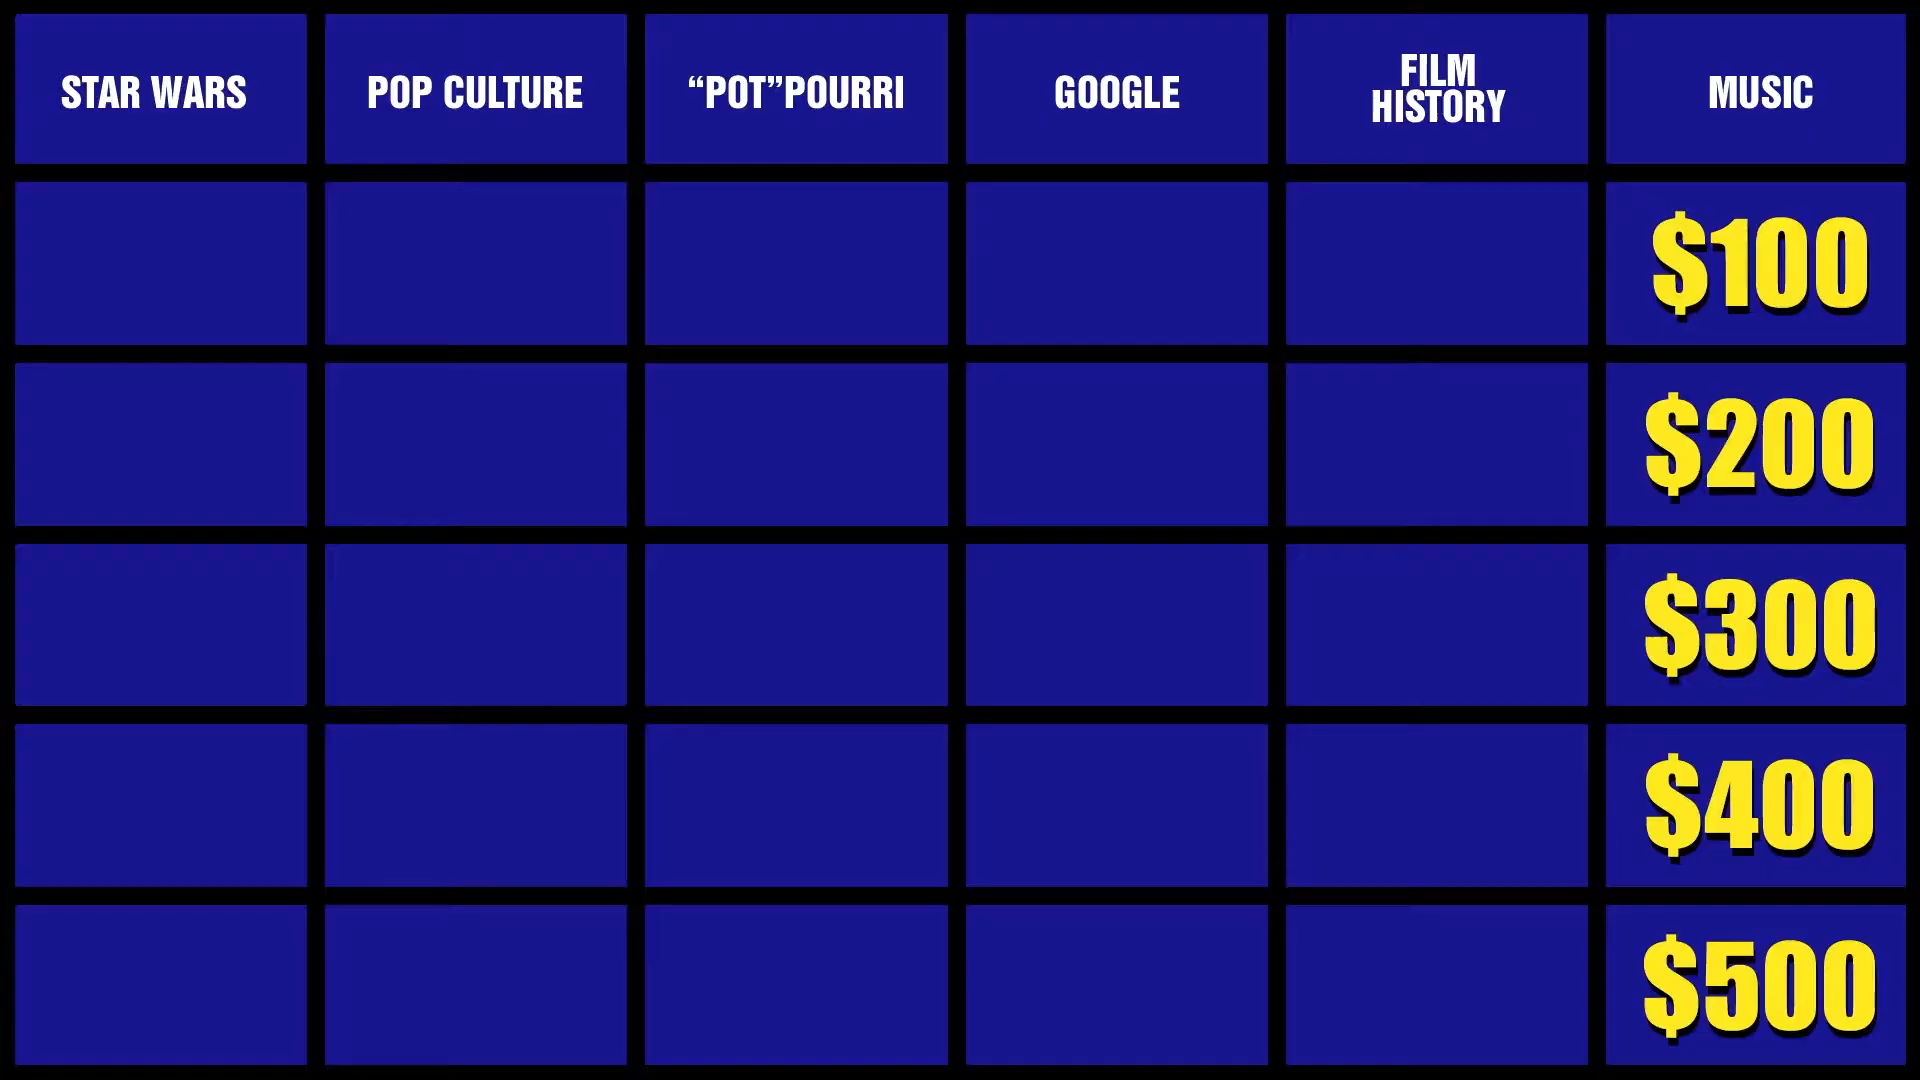 STAR WARS
POP CULTURE
“POT”POURRI
GOOGLE
FILM
HISTORY
MUSIC
$100
$200
$300
$400
$500